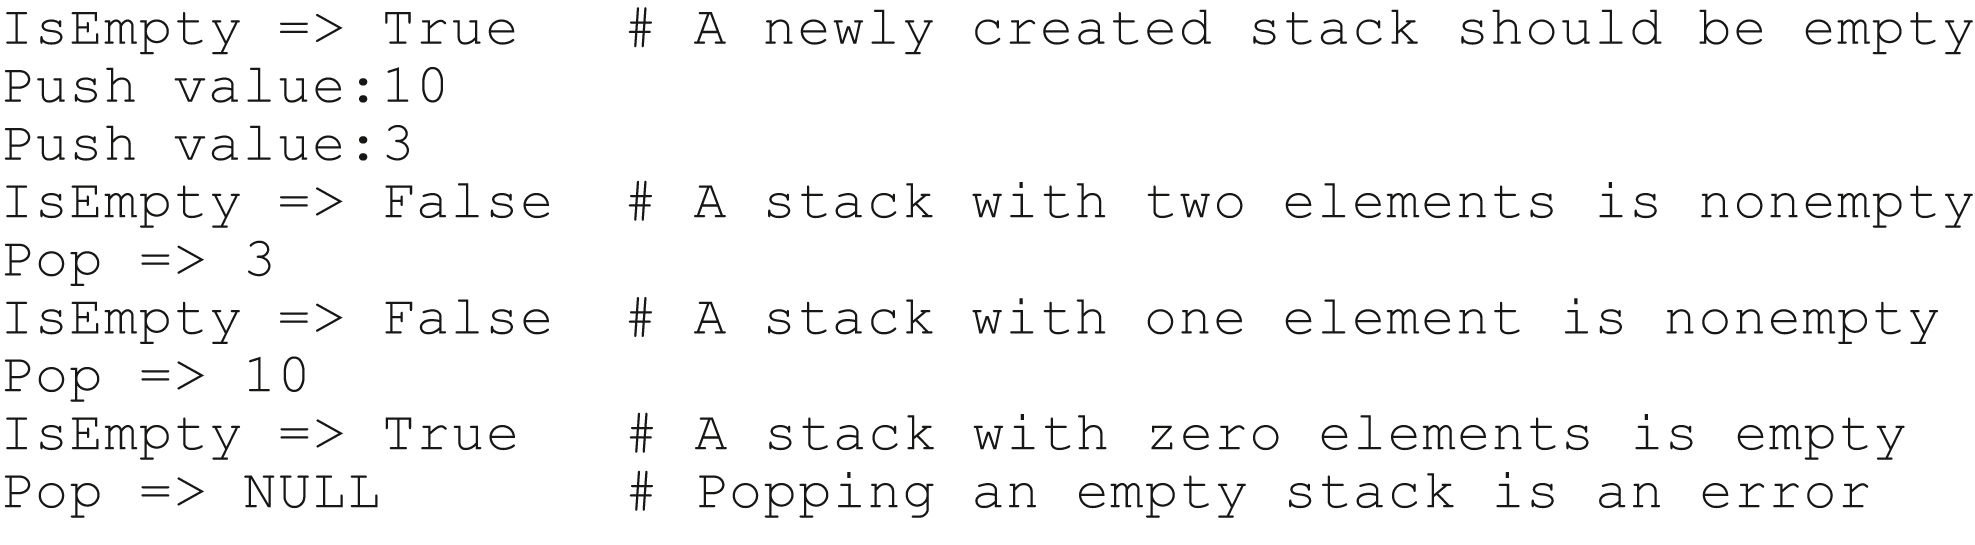 IsEmpty => True   # A newly created stack should be empty
Push value:10
Push value:3
IsEmpty => False  # A stack with two elements is nonempty
Pop => 3
IsEmpty => False  # A stack with one element is nonempty
Pop => 10
IsEmpty => True   # A stack with zero elements is empty
Pop => NULL       # Popping an empty stack is an error